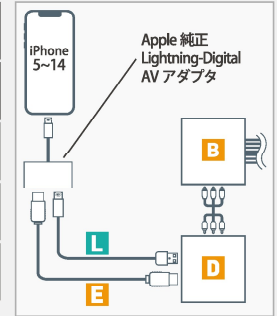 iPhone
5~14
Apple 純正
Lightning-Digital
AV アダプタ
B
L
D
E